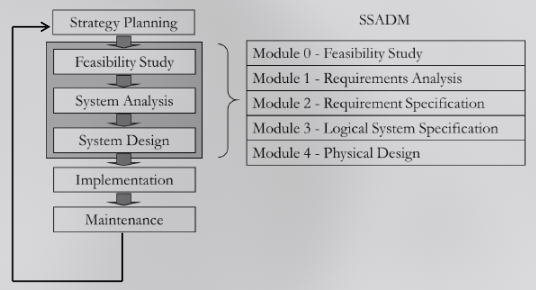 Strategy Planning
Feasibility Study
System Analysis
System Design
Implementation
Maintenance
SSADM
Module 0 - Feasibility Study
Module 1 - Requirements Analysis
Module 2 - Requirement Specification
Module 3 - Logical System Specification
Module 4 - Physical Design